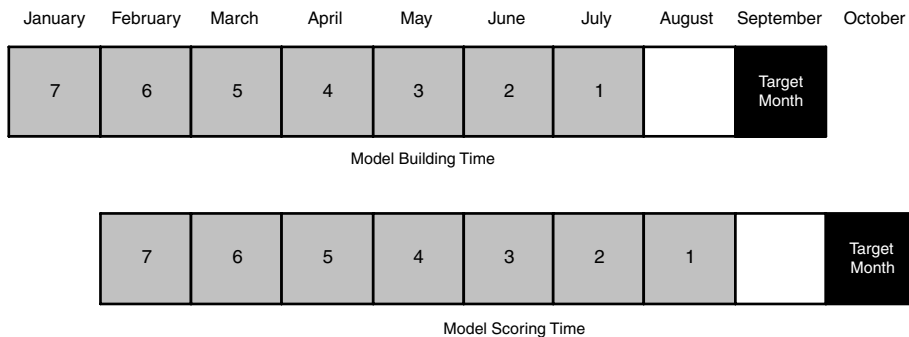 January February March April May June July August September October
7 6 5 4 3 2 1 Target Month
Model Building Time
7 6 5 4 3 2 1 Target Month
Model Scoring Time